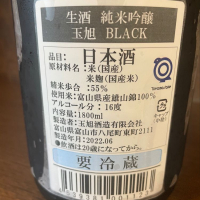 生酒 純米吟醸
玉旭 BLACK
品目: 日本酒
原材料名: 米(国産)
米麹(国産米)
精米歩合: 55%
使用米: 富山県産雄山錦100%
アルコール分: 16度
内容量: 1800ml
製造者: 玉旭酒造有限会社
富山県富山市八尾町東町2111
製造年月: 2022.06
●飲酒は20歳になってから。
要冷蔵